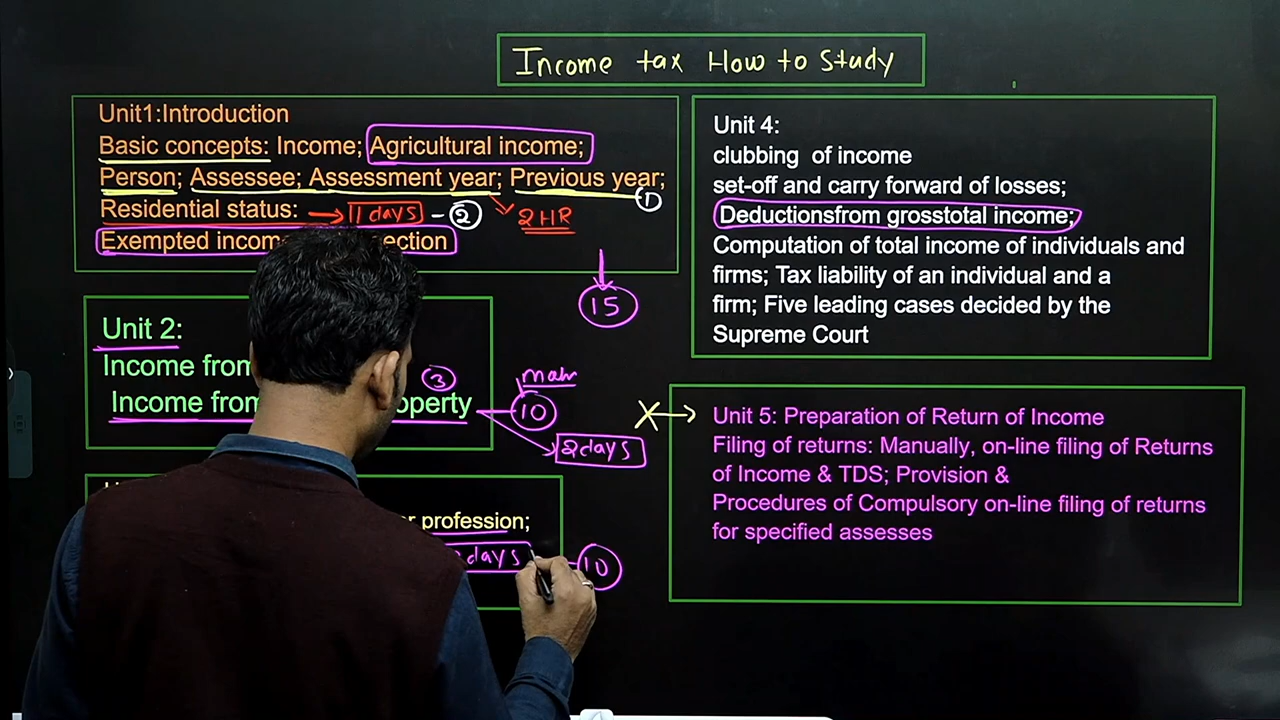 Income tax How to Study
Unit1:Introduction
Basic concepts: Income; Agricultural income;
Person; Assessee; Assessment year; Previous year; 1
Residential status: 11 days - 2 2HR
Exempted ection
15
Unit 2:
Income from
Income from operty 3
mark
10
2 days
profession;
days 10
Unit 4:
clubbing of income
set-off and carry forward of losses;
Deductionsfrom grosstotal income;
Computation of total income of individuals and
firms; Tax liability of an individual and a
firm; Five leading cases decided by the
Supreme Court
X
Unit 5: Preparation of Return of Income
Filing of returns: Manually, on-line filing of Returns
of Income & TDS; Provision &
Procedures of Compulsory on-line filing of returns
for specified assesses